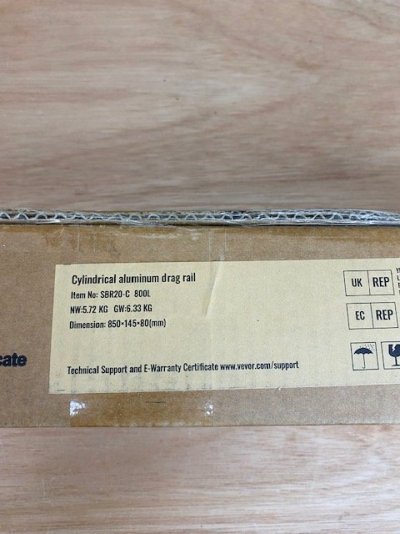 Cylindrical aluminum drag rail
Item No: SBR20-C 800L
NW:5.72 KG GW:6.33 KG
Dimension: 850*145*80(mm)
Technical Support and E-Warranty Certificate www.vevor.com/support
UK REP
EC REP
cate